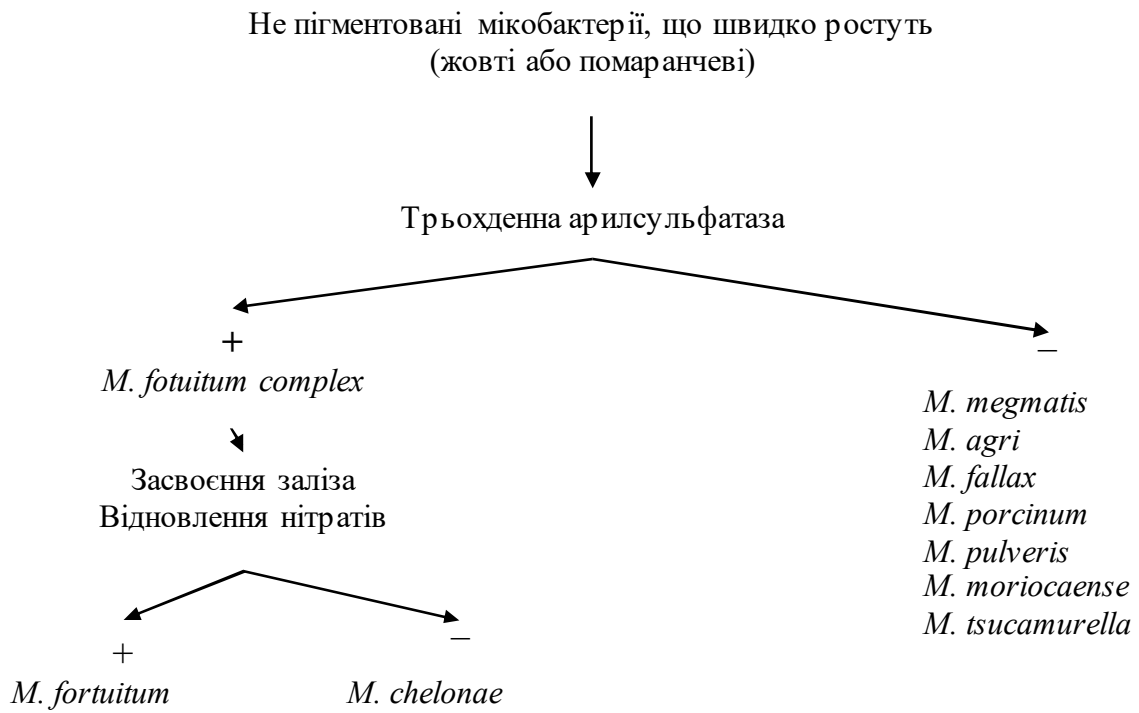 Не пігментовані мікобактерії, що швидко ростуть
(жовті або помаранчеві)
Трьохденна арилсульфатаза
+
M. fotuitum complex
Засвоєння заліза
Відновлення нітратів
+
M. fortuitum
–
M. chelonae
–
M. megmatis
M. agri
M. fallax
M. porcinum
M. pulveris
M. moriocaense
M. tsucamurella